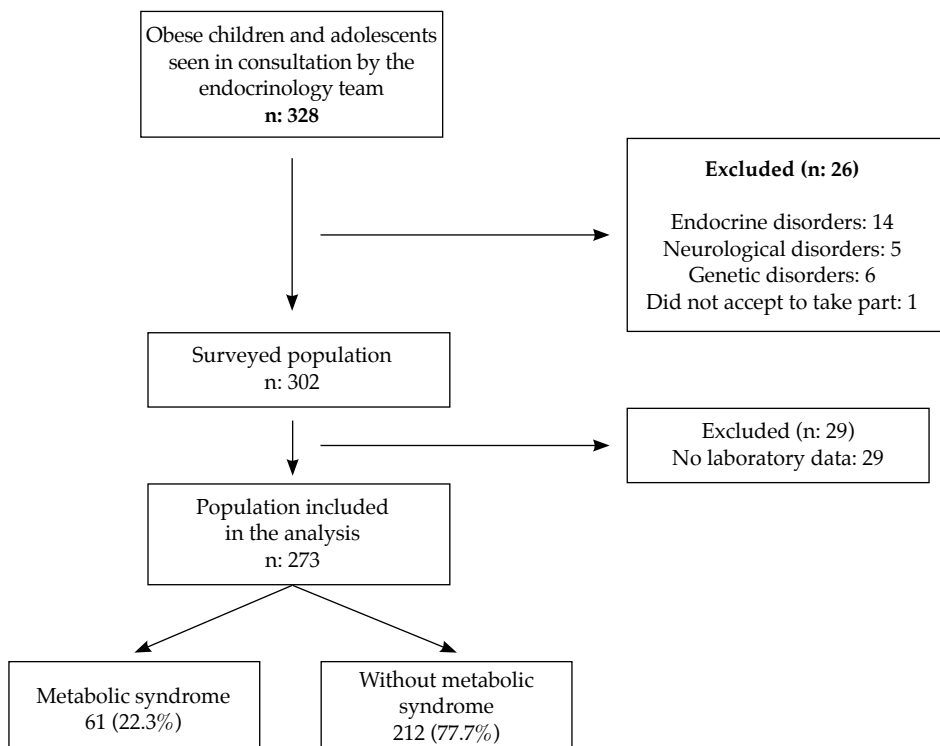 Obese children and adolescents
seen in consultation by the
endocrinology team
n: 328
Excluded (n: 26)
Endocrine disorders: 14
Neurological disorders: 5
Genetic disorders: 6
Did not accept to take part: 1
Surveyed population
n: 302
Excluded (n: 29)
No laboratory data: 29
Population included
in the analysis
n: 273
Metabolic syndrome
61 (22.3%)
Without metabolic
syndrome
212 (77.7%)